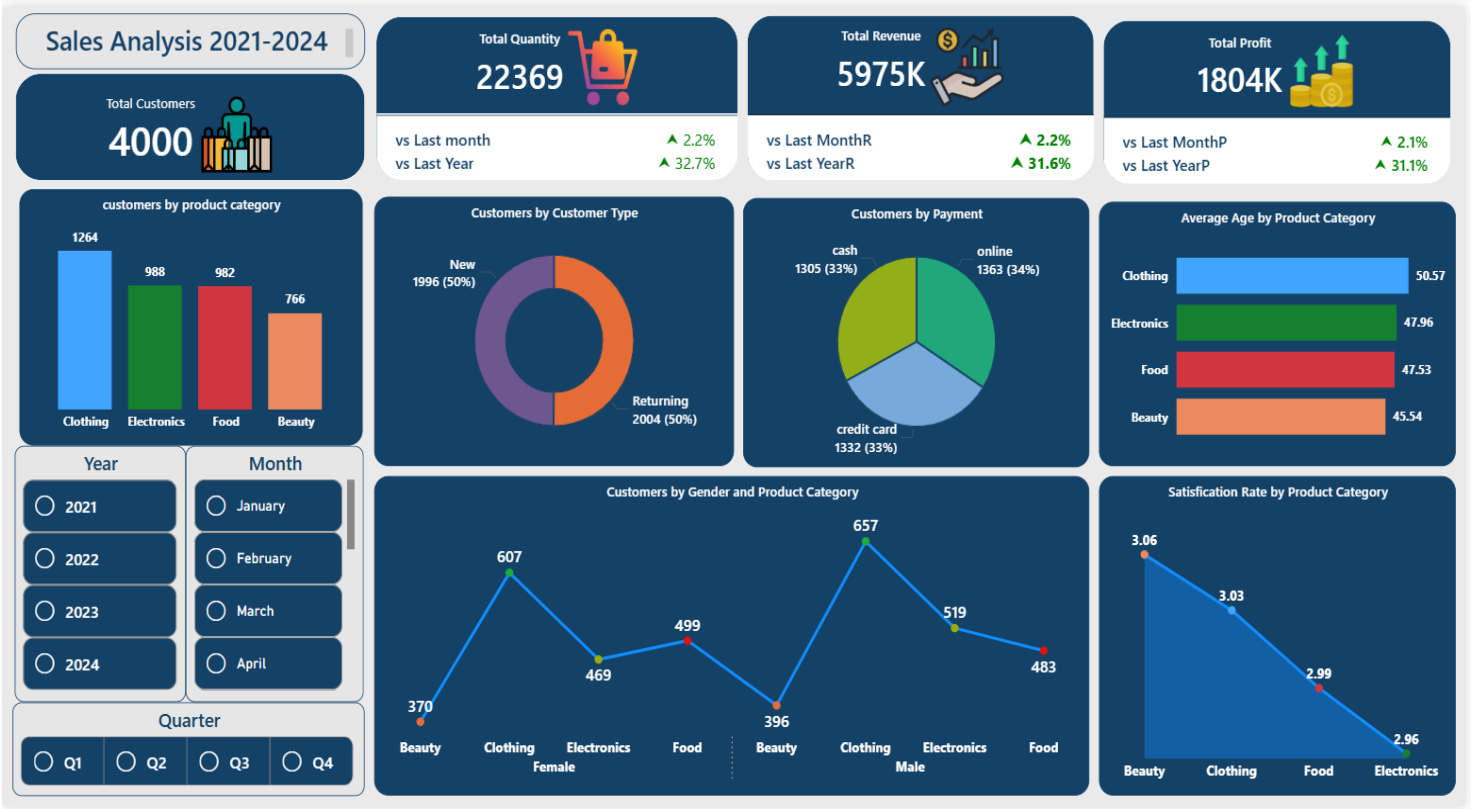 Sales Analysis 2021-2024
Total Customers
4000
Total Quantity
22369
vs Last month
2.2%
vs Last Year
32.7%
Total Revenue
5975K
vs Last MonthR
2.2%
vs Last YearR
31.6%
Total Profit
1804K
vs Last MonthP
2.1%
vs Last YearP
31.1%
customers by product category
1264
988
982
766
Clothing
Electronics
Food
Beauty
Customers by Customer Type
New
1996 (50%)
Returning
2004 (50%)
Customers by Payment
cash
1305 (33%)
online
1363 (34%)
credit card
1332 (33%)
Average Age by Product Category
Clothing
50.57
Electronics
47.96
Food
47.53
Beauty
45.54
Year
2021
2022
2023
2024
Month
January
February
March
April
Quarter
Q1
Q2
Q3
Q4
Customers by Gender and Product Category
370
607
469
499
396
657
519
483
Beauty
Clothing
Electronics
Food
Beauty
Clothing
Electronics
Food
Female
Male
Satisfication Rate by Product Category
3.06
3.03
2.99
2.96
Beauty
Clothing
Food
Electronics